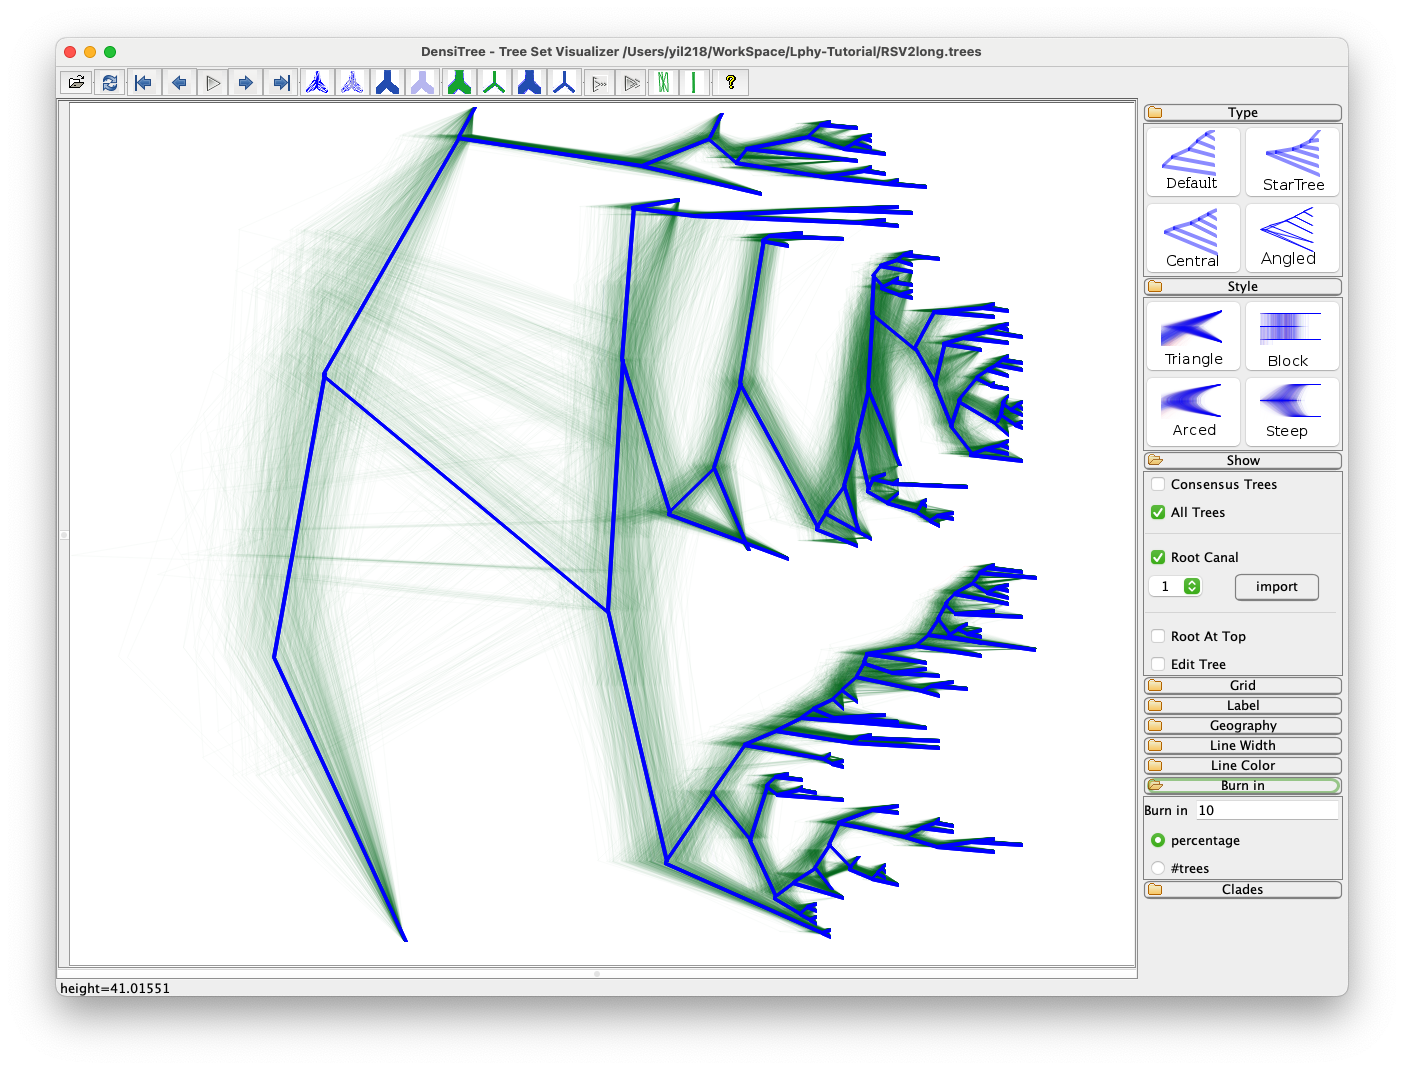 DensiTree - Tree Set Visualizer /Users/yil218/WorkSpace/Lphy-Tutorial/RSV2long.trees
?
Type
Default
StarTree
Central
Angled
Style
Triangle
Block
Arced
Steep
Show
Consensus Trees
All Trees
Root Canal
1
import
Root At Top
Edit Tree
Grid
Label
Geography
Line Width
Line Color
Burn in
Burn in 10
percentage
#trees
Clades
height=41.01551